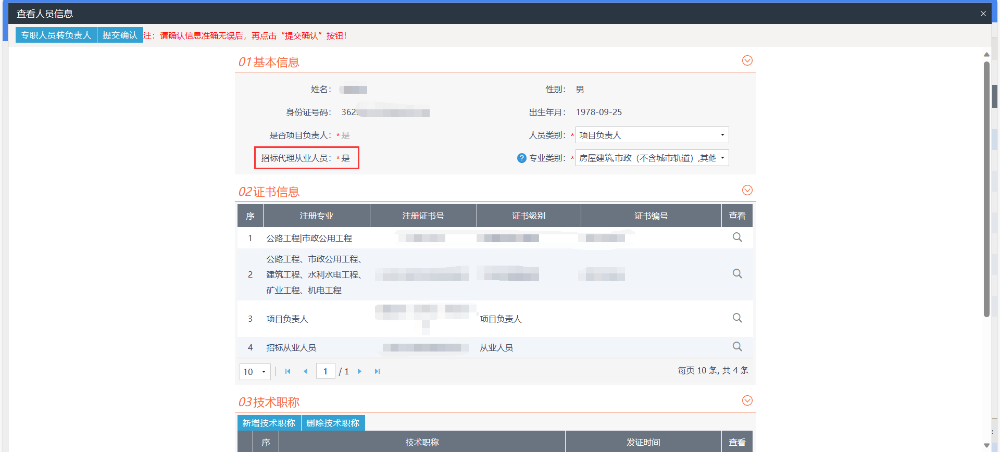 查看人员信息
专职人员转负责人 提交确认 注：请确认信息准确无误后，再点击“提交确认”按钮！
01基本信息
姓名： 性别： 男
身份证号码： 362 出生年月： 1978-09-25
是否项目负责人：*是 人员类别：* 项目负责人
招标代理从业人员：*是 ? 专业类别：* 房屋建筑,市政（不含城市轨道）,其他
02证书信息
序 注册专业 注册证书号 证书级别 证书编号 查看
1 公路工程|市政公用工程
2 公路工程、市政公用工程、
建筑工程、水利水电工程、
矿业工程、机电工程
3 项目负责人 项目负责人
4 招标从业人员 从业人员
10 1 / 1 每页 10 条, 共 4 条
03技术职称
新增技术职称 删除技术职称
序 技术职称 发证时间 查看